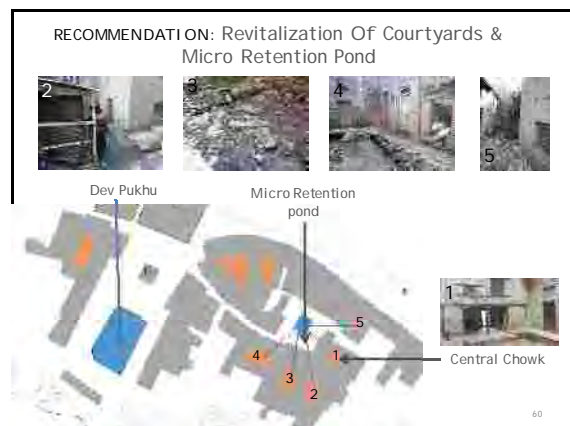 RECOMMENDATION: Revitalization Of Courtyards &
Micro Retention Pond
2
3
4
5
Dev Pukhu
Micro Retention
pond
1
5
4
1
Central Chowk
3
2
60